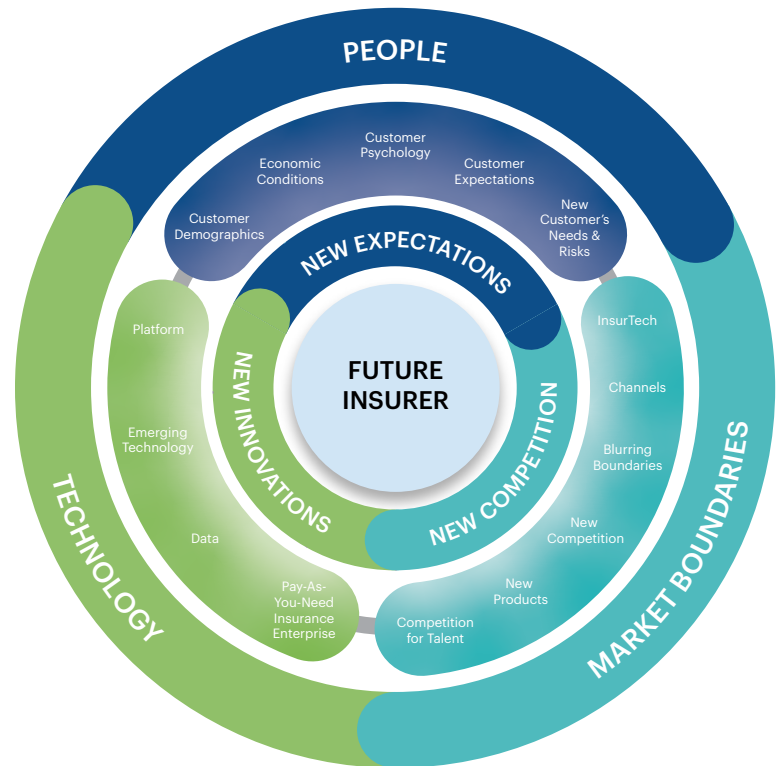 PEOPLE
Customer
Psychology
Economic
Conditions
Customer
Expectations
Customer
Demographics
New
Customer's
Needs &
Risks
NEW EXPECTATIONS
Platform
InsurTech
FUTURE
INSURER
NEW INNOVATIONS
NEW COMPETITION
Channels
Emerging
Technology
Blurring
Boundaries
Data
New
Competition
Pay-As-
You-Need
Insurance
Enterprise
New
Products
Competition
for Talent
TECHNOLOGY
MARKET BOUNDARIES